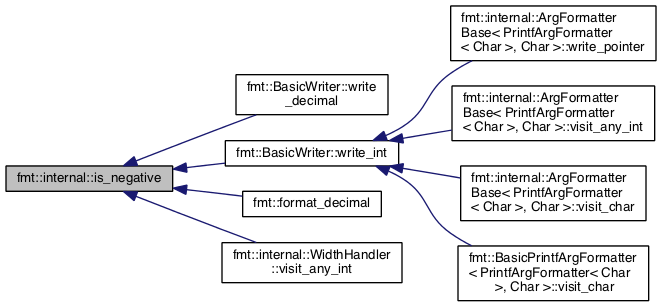 fmt::internal::is_negative
fmt::BasicWriter::write
_decimal
fmt::BasicWriter::write_int
fmt::format_decimal
fmt::internal::WidthHandler
::visit_any_int
fmt::internal::ArgFormatter
Base< PrintfArgFormatter
< Char >, Char >::write_pointer
fmt::internal::ArgFormatter
Base< PrintfArgFormatter
< Char >, Char >::visit_any_int
fmt::internal::ArgFormatter
Base< PrintfArgFormatter
< Char >, Char >::visit_char
fmt::BasicPrintfArgFormatter
< PrintfArgFormatter< Char
>, Char >::visit_char